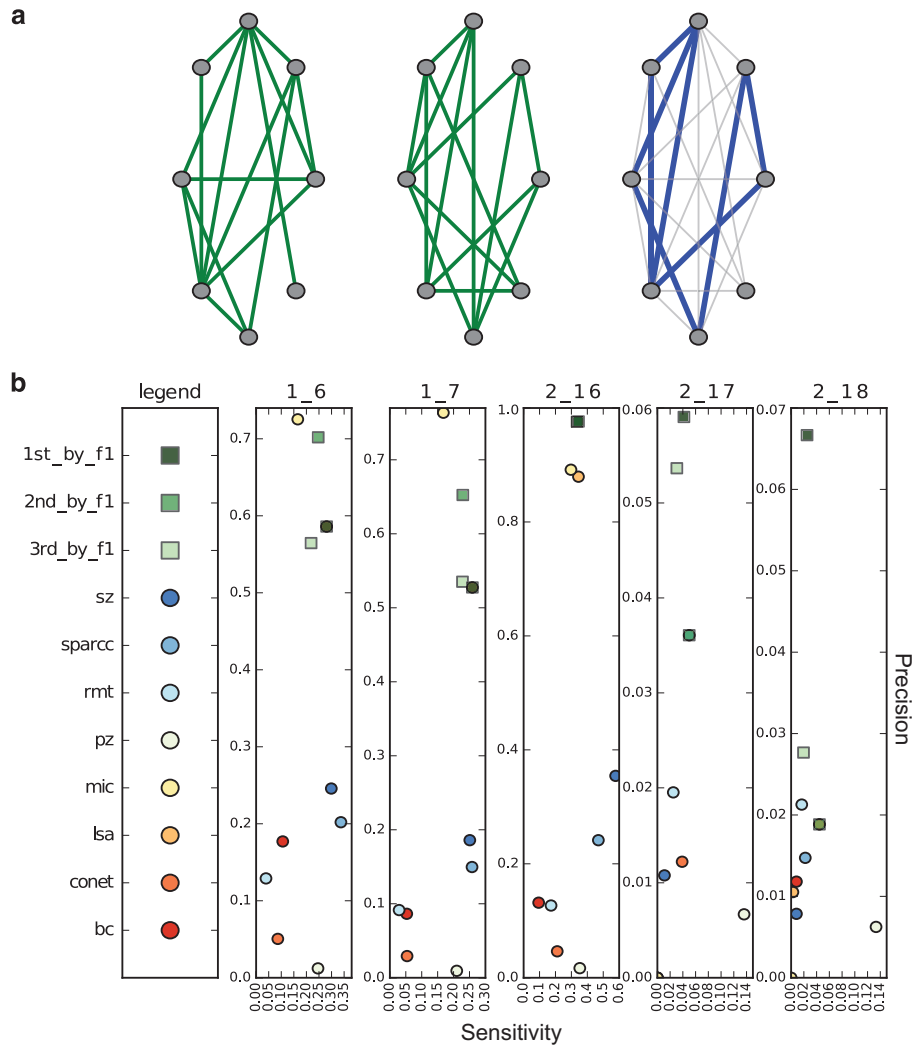 a
b
legend
1_6
1_7
2_16
2_17
2_18
1st_by_f1
2nd_by_f1
3rd_by_f1
sz
sparcc
rmt
pz
mic
lsa
conet
bc
0.7
0.6
0.5
0.4
0.3
0.2
0.1
0.0
0.00 0.05 0.10 0.15 0.20 0.25 0.30 0.35
0.7
0.6
0.5
0.4
0.3
0.2
0.1
0.0
0.00 0.05 0.10 0.15 0.20 0.25 0.30
1.0
0.8
0.6
0.4
0.2
0.0
0.0 0.1 0.2 0.3 0.4 0.5 0.6
0.06
0.05
0.04
0.03
0.02
0.01
0.00
0.00 0.02 0.04 0.06 0.08 0.10 0.12 0.14
0.07
0.06
0.05
0.04
0.03
0.02
0.01
0.00
0.00 0.02 0.04 0.06 0.08 0.10 0.12 0.14
Precision
Sensitivity